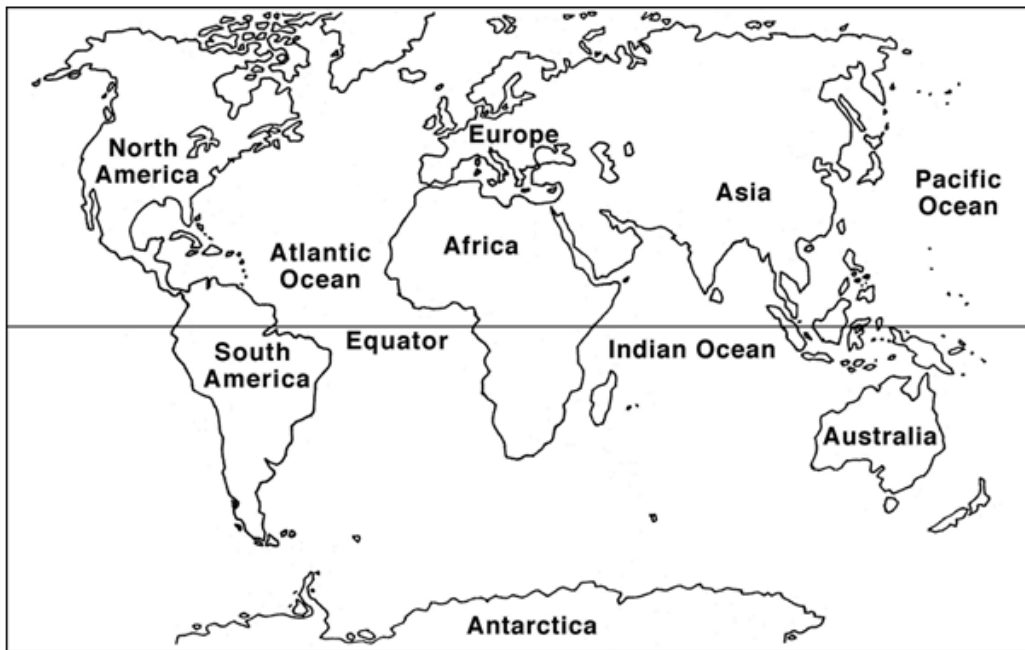 North
America
Europe
Asia
Pacific
Ocean
Atlantic
Ocean
Africa
Equator
South
America
Indian Ocean
Australia
Antarctica